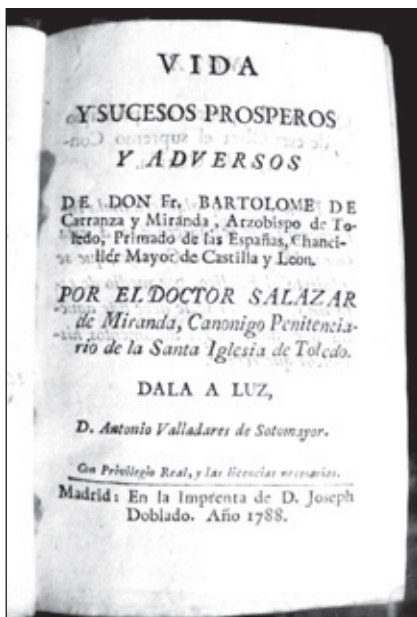 VIDA
Y SUCESOS PROSPEROS
Y ADVERSOS
DE DON Fr. BARTOLOME DE
Carranza y Miranda, Arzobispo de To-
ledo, Primado de las Españas, Chanci-
llér Mayor de Castilla y Leon.
POR EL DOCTOR SALAZAR
de Miranda, Canonigo Penitencia-
rio de la Santa Iglesia de Toledo.
DALA A LUZ,
D. Antonio Valladares de Sotomayor.
Con Privilegio Real, y las licencias necesarias.
Madrid: En la Imprenta de D. Joseph
Doblado. Año 1788.